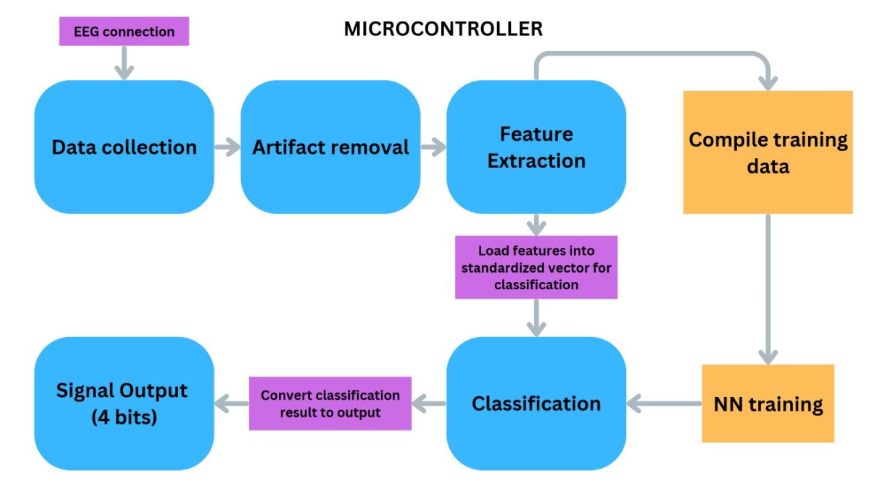 MICROCONTROLLER
EEG connection
Data collection
Artifact removal
Feature
Extraction
Compile training
data
Load features into
standardized vector for
classification
Signal Output
(4 bits)
Convert classification
result to output
Classification
NN training